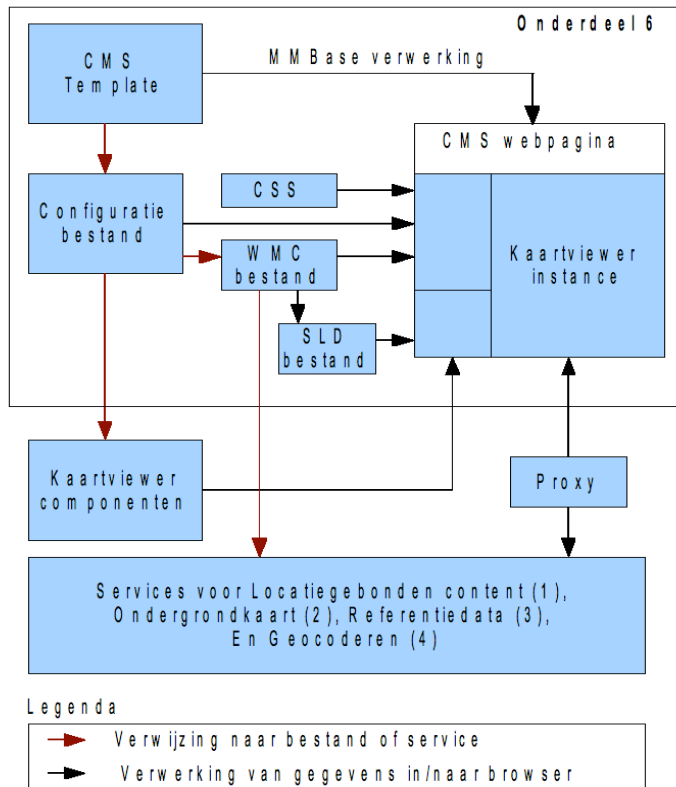 Onderdeel 6
CMS
Template
MMBase verwerking
CMS webpagina
CSS
Configuratie
bestand
WMC
bestand
Kaartviewer
instance
SLD
bestand
Kaartviewer
componenten
Proxy
Services voor Locatiegebonden content (1),
Ondergrondkaart (2), Referentiedata (3),
En Geocoderen (4)
Legenda
Verwijzing naar bestand of service
Verwerking van gegevens in/naar browser